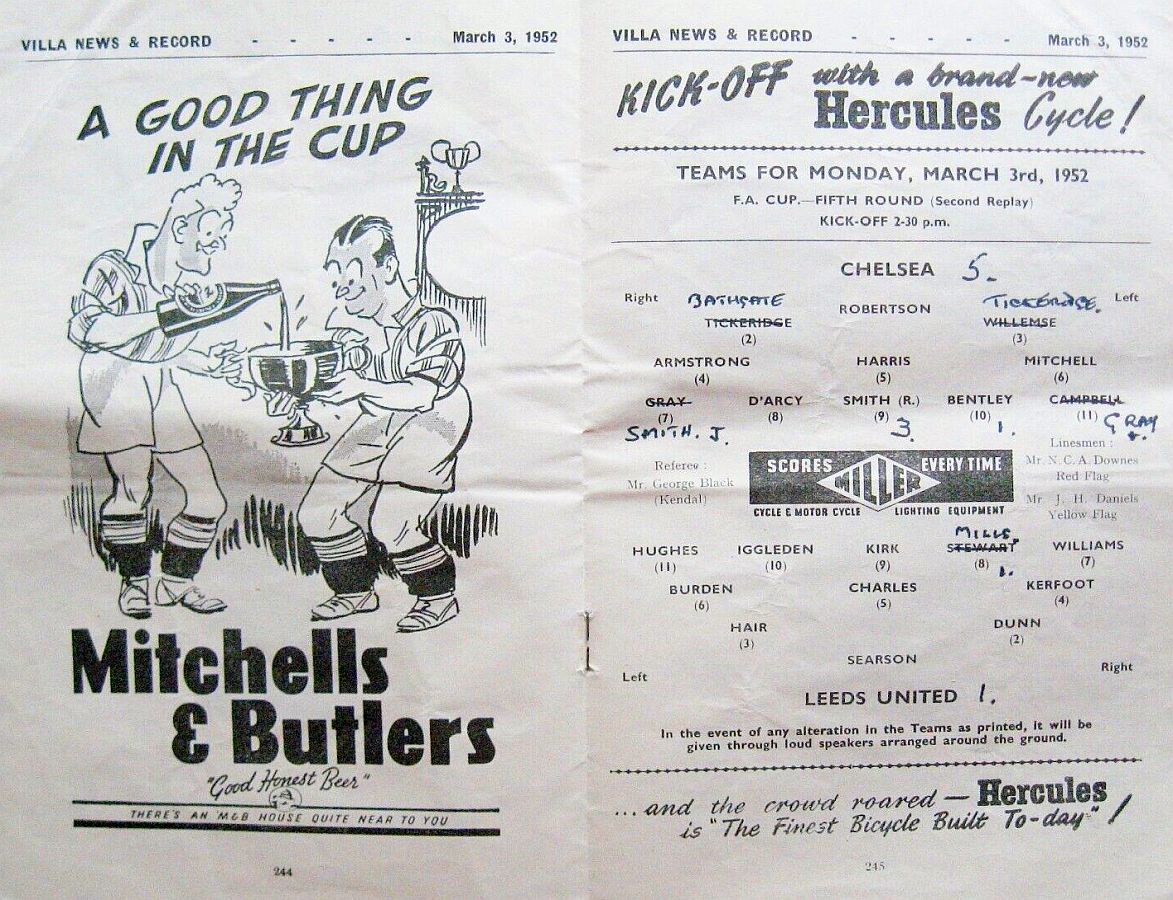 VILLA NEWS & RECORD - - - - - March 3, 1952
A GOOD THING
IN THE CUP
Mitchells
& Butlers
"Good Honest Beer"
THERE'S AN M&B HOUSE QUITE NEAR TO YOU
244
VILLA NEWS & RECORD - - - - - March 3, 1952
KICK-OFF with a brand-new
Hercules Cycle!
TEAMS FOR MONDAY, MARCH 3rd, 1952
F.A. CUP.—FIFTH ROUND (Second Replay)
KICK-OFF 2-30 p.m.
CHELSEA 5.
Right BATHGATE ROBERTSON TICKERIDGE. Left
TICKERIDGE WILLEMSE
(2) (3)
ARMSTRONG HARRIS MITCHELL
(4) (5) (6)
GRAY D'ARCY SMITH (R.) BENTLEY CAMPBELL
(7) (8) (9) (10) (11) GRAY
SMITH. J. 3. 1.
Referee :
Mr. George Black
(Kendal)
SCORES MILLER EVERY TIME
CYCLE & MOTOR CYCLE LIGHTING EQUIPMENT
Linesmen :
Mr. N. C. A. Downes
Red Flag
Mr. J. H. Daniels
Yellow Flag
MILLS.
HUGHES IGGLEDEN KIRK STEWART WILLIAMS
(11) (10) (9) (8) 1. (7)
BURDEN CHARLES KERFOOT
(6) (5) (4)
HAIR DUNN
(3) (2)
SEARSON
Left Right
LEEDS UNITED 1.
In the event of any alteration in the Teams as printed, it will be
given through loud speakers arranged around the ground.
...and the crowd roared — Hercules
is "The Finest Bicycle Built To-day" !
245